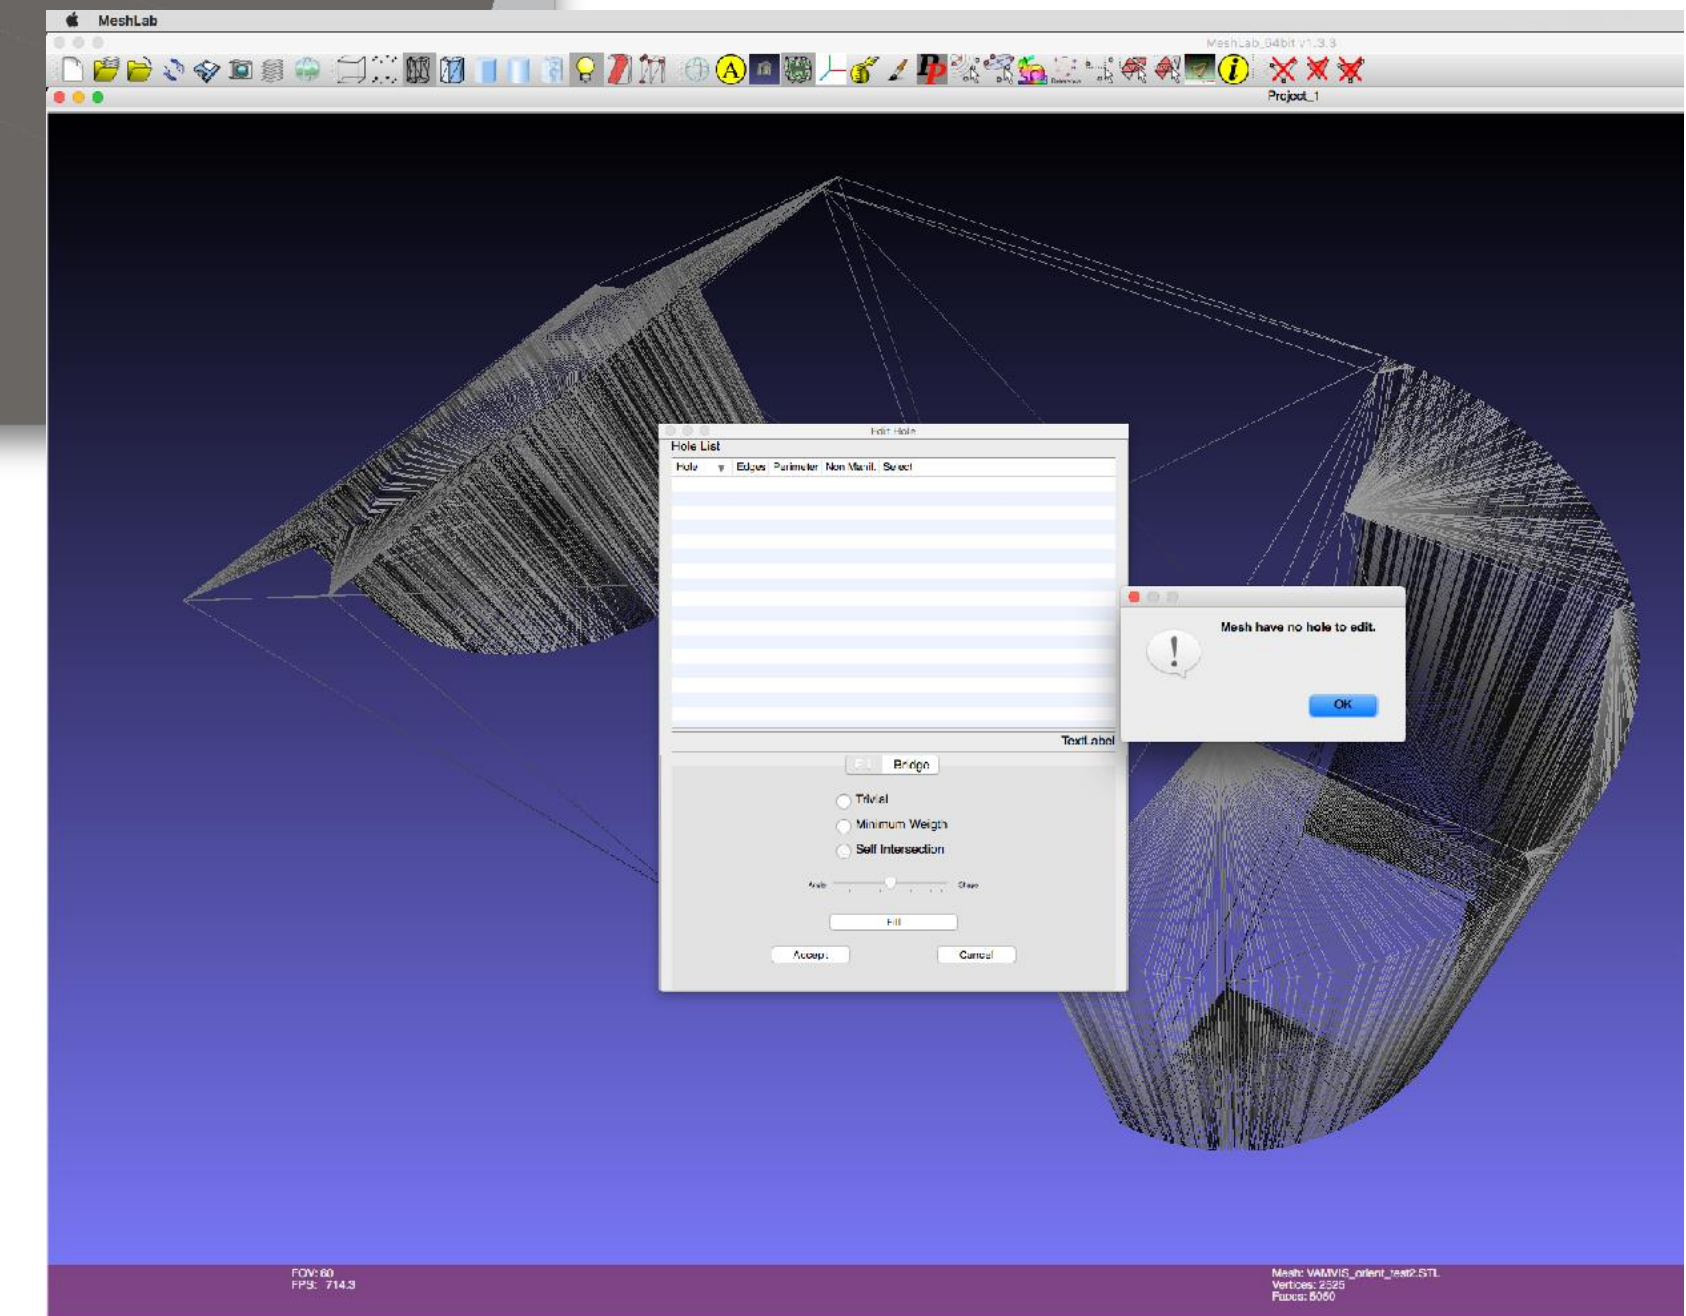 MeshLab
MeshLab_64bit v1.3.3
A
Pp
i
Project_1
Edit Hole
Hole List
Hole Edges Perimeter Non Manif. Select
Mesh have no hole to edit.
OK
TextLabel
Bridge
Trivial
Minimum Weigth
Self Intersection
Fill
Accept Cancel
FOV: 60
FPS: 714.3
Mesh: VAMVIS_orient_test2.STL
Vertices: 2525
Faces: 5050